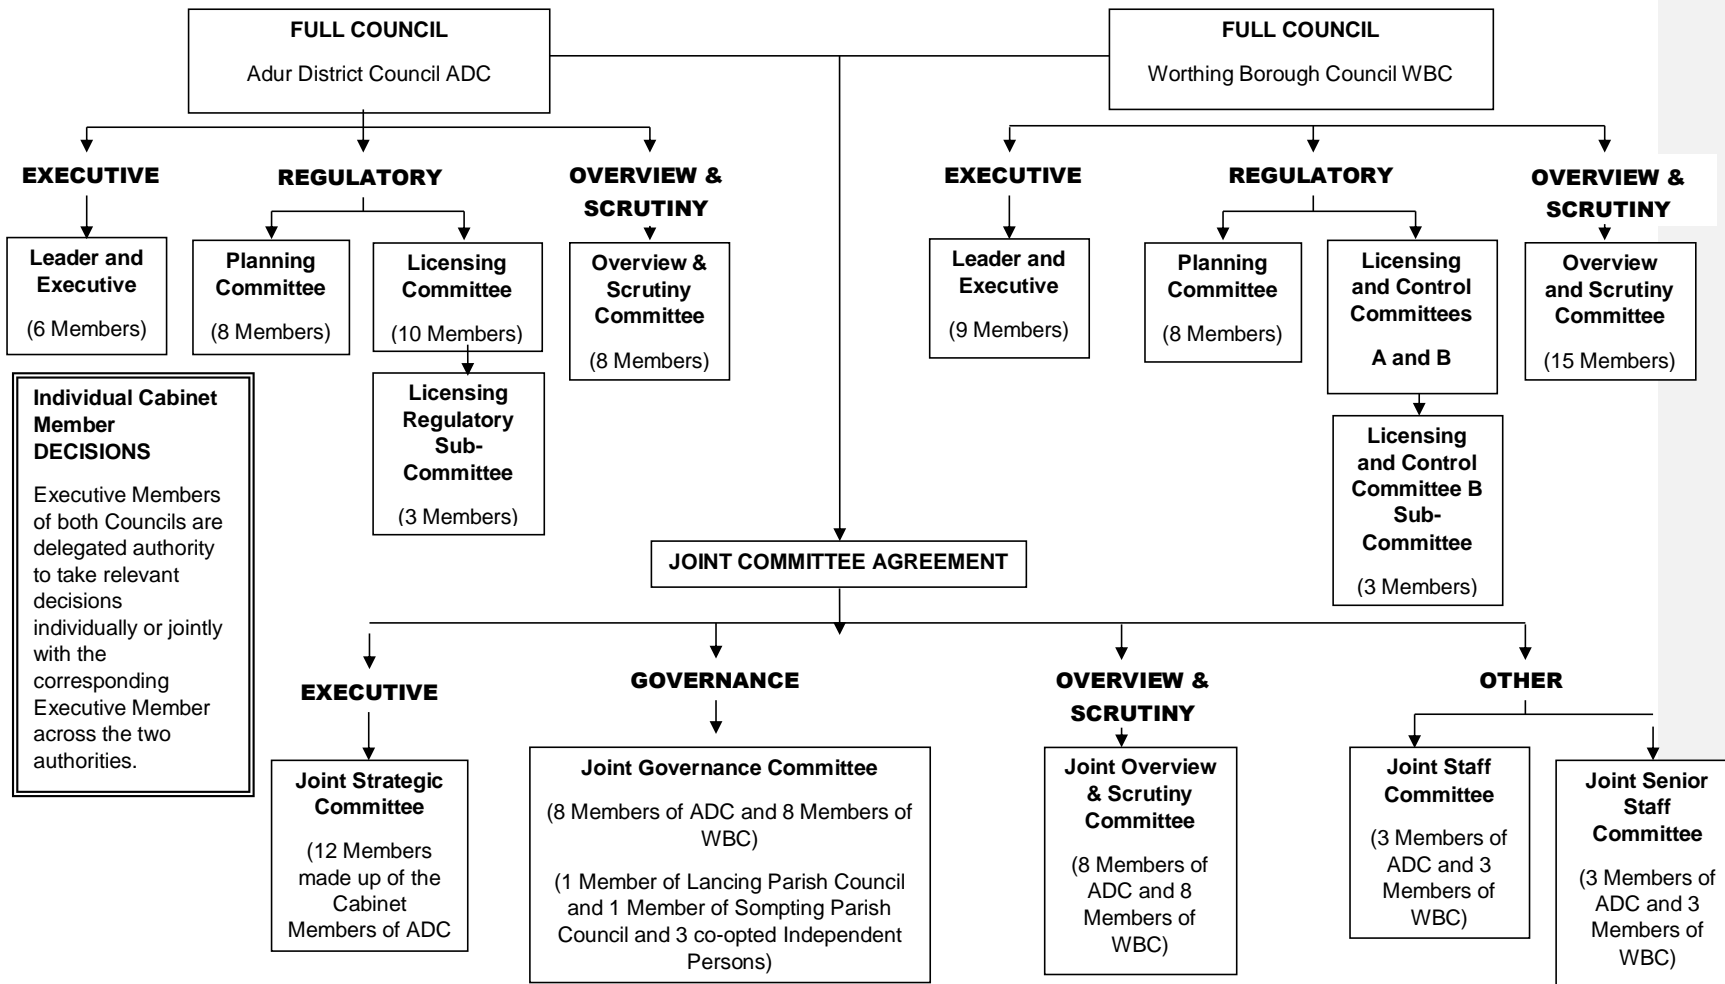 FULL COUNCIL
Adur District Council ADC
FULL COUNCIL
Worthing Borough Council WBC
EXECUTIVE
REGULATORY
OVERVIEW &
SCRUTINY
EXECUTIVE
REGULATORY
OVERVIEW &
SCRUTINY
Leader and
Executive
(6 Members)
Planning
Committee
(8 Members)
Licensing
Committee
(10 Members)
Overview &
Scrutiny
Committee
(8 Members)
Leader and
Executive
(9 Members)
Planning
Committee
(8 Members)
Licensing
and Control
Committees
A and B
Overview
and Scrutiny
Committee
(15 Members)
Individual Cabinet
Member
DECISIONS
Executive Members
of both Councils are
delegated authority
to take relevant
decisions
individually or jointly
with the
corresponding
Executive Member
across the two
authorities.
Licensing
Regulatory
Sub-
Committee
(3 Members)
Licensing
and Control
Committee B
Sub-
Committee
(3 Members)
JOINT COMMITTEE AGREEMENT
EXECUTIVE
GOVERNANCE
OVERVIEW &
SCRUTINY
OTHER
Joint Strategic
Committee
(12 Members
made up of the
Cabinet
Members of ADC
Joint Governance Committee
(8 Members of ADC and 8 Members of
WBC)
(1 Member of Lancing Parish Council
and 1 Member of Sompting Parish
Council and 3 co-opted Independent
Persons)
Joint Overview
& Scrutiny
Committee
(8 Members of
ADC and 8
Members of
WBC)
Joint Staff
Committee
(3 Members of
ADC and 3
Members of
WBC)
Joint Senior
Staff
Committee
(3 Members of
ADC and 3
Members of
WBC)